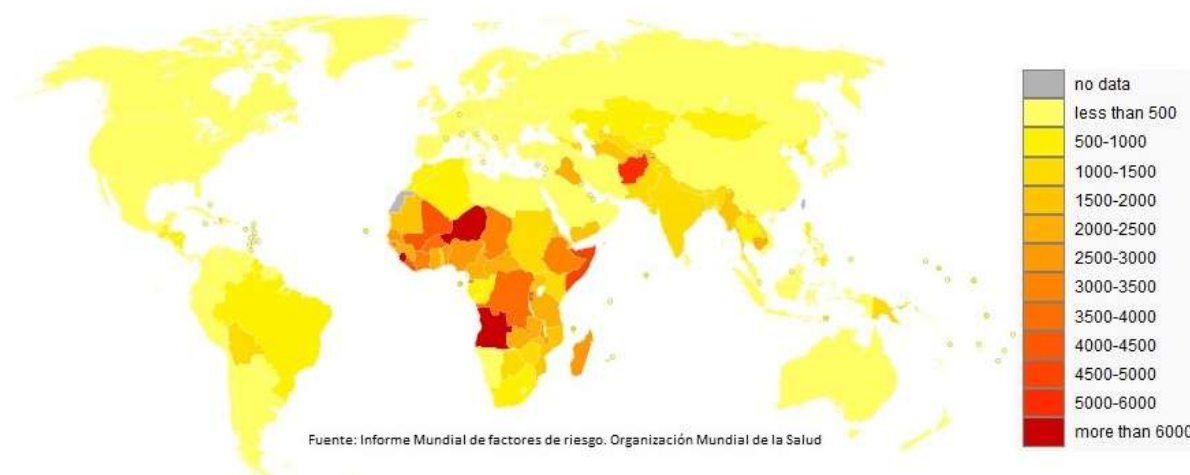 no data
less than 500
500-1000
1000-1500
1500-2000
2000-2500
2500-3000
3000-3500
3500-4000
4000-4500
4500-5000
5000-6000
more than 6000
Fuente: Informe Mundial de factores de riesgo. Organización Mundial de la Salud